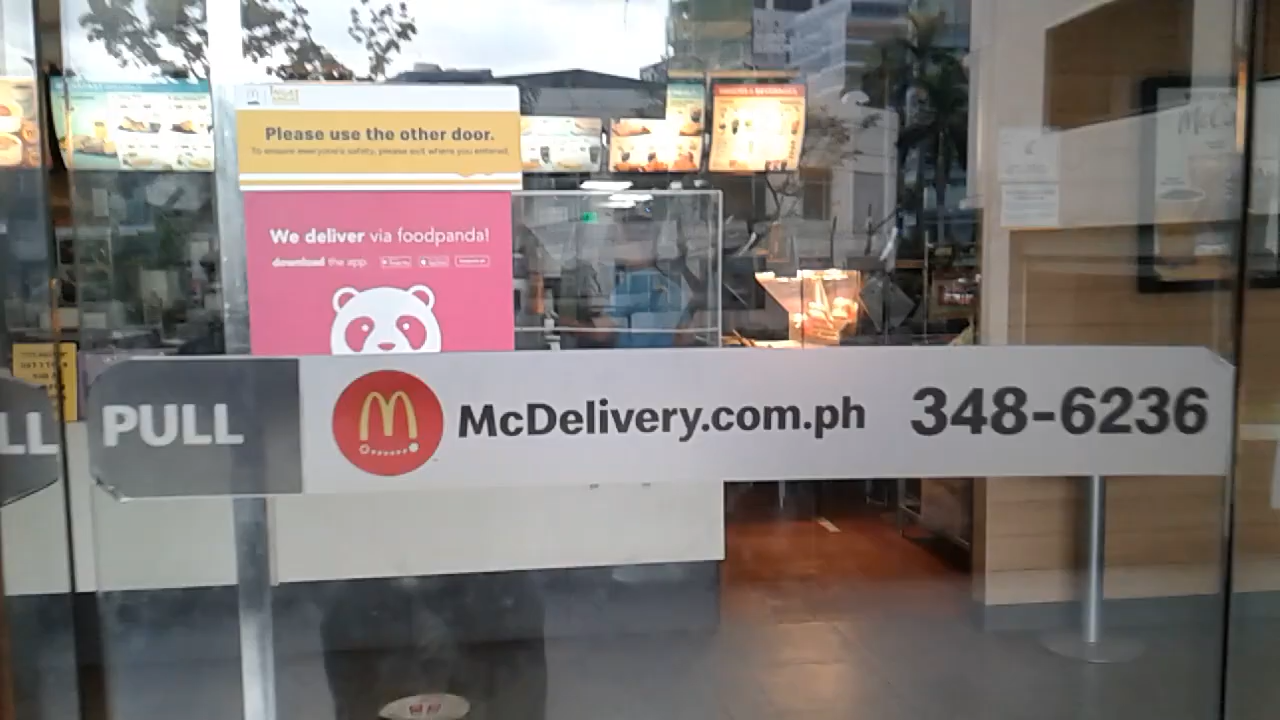 Please use the other door.
To ensure everyone's safety, please exit where you entered.
We deliver via foodpanda!
download the app
PULL
McDelivery.com.ph
348-6236
LL